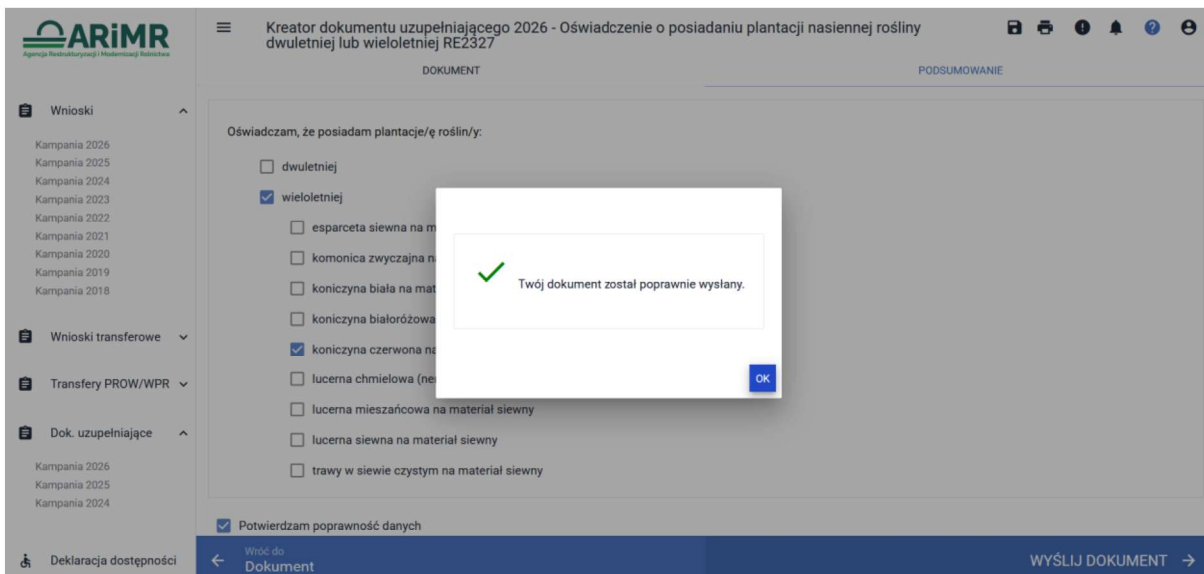 ARiMR
Agencja Restrukturyzacji i Modernizacji Rolnictwa
Kreator dokumentu uzupełniającego 2026 - Oświadczenie o posiadaniu plantacji nasiennej rośliny
dwuletniej lub wieloletniej RE2327
DOKUMENT
PODSUMOWANIE
Wnioski
Kampania 2026
Kampania 2025
Kampania 2024
Kampania 2023
Kampania 2022
Kampania 2021
Kampania 2020
Kampania 2019
Kampania 2018
Wnioski transferowe
Transfery PROW/WPR
Dok. uzupełniające
Kampania 2026
Kampania 2025
Kampania 2024
Deklaracja dostępności
Oświadczam, że posiadam plantacje/ę roślin/y:
dwuletniej
wieloletniej
esparceta siewna na m
komonica zwyczajna n
koniczyna biała na mat
koniczyna białoróżowa
koniczyna czerwona na
lucerna chmielowa (ne
lucerna mieszańcowa na materiał siewny
lucerna siewna na materiał siewny
trawy w siewie czystym na materiał siewny
Twój dokument został poprawnie wysłany.
OK
Potwierdzam poprawność danych
Wróć do
Dokument
WYŚLIJ DOKUMENT